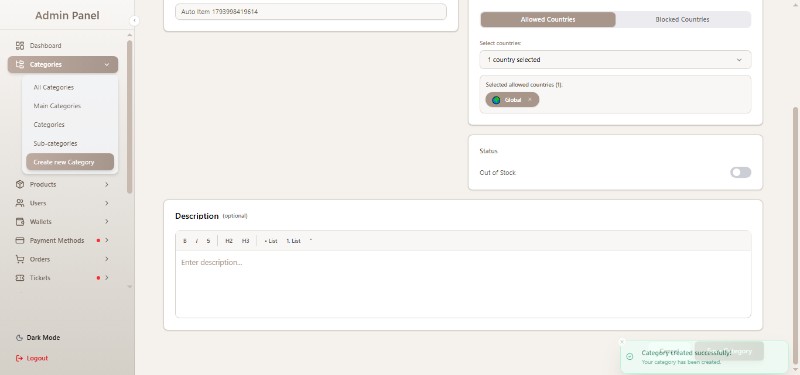 Admin Panel
Dashboard
Categories
All Categories
Main Categories
Categories
Sub-categories
Create new Category
Products
Users
Wallets
Payment Methods
Orders
Tickets
Dark Mode
Logout
Auto Item 1793998419614
Allowed Countries
Blocked Countries
Select countries:
1 country selected
Selected allowed countries (1):
Global ×
Status
Out of Stock
Description (optional)
B I S H2 H3 • List 1. List "
Enter description...
Category created successfully!
Your category has been created.